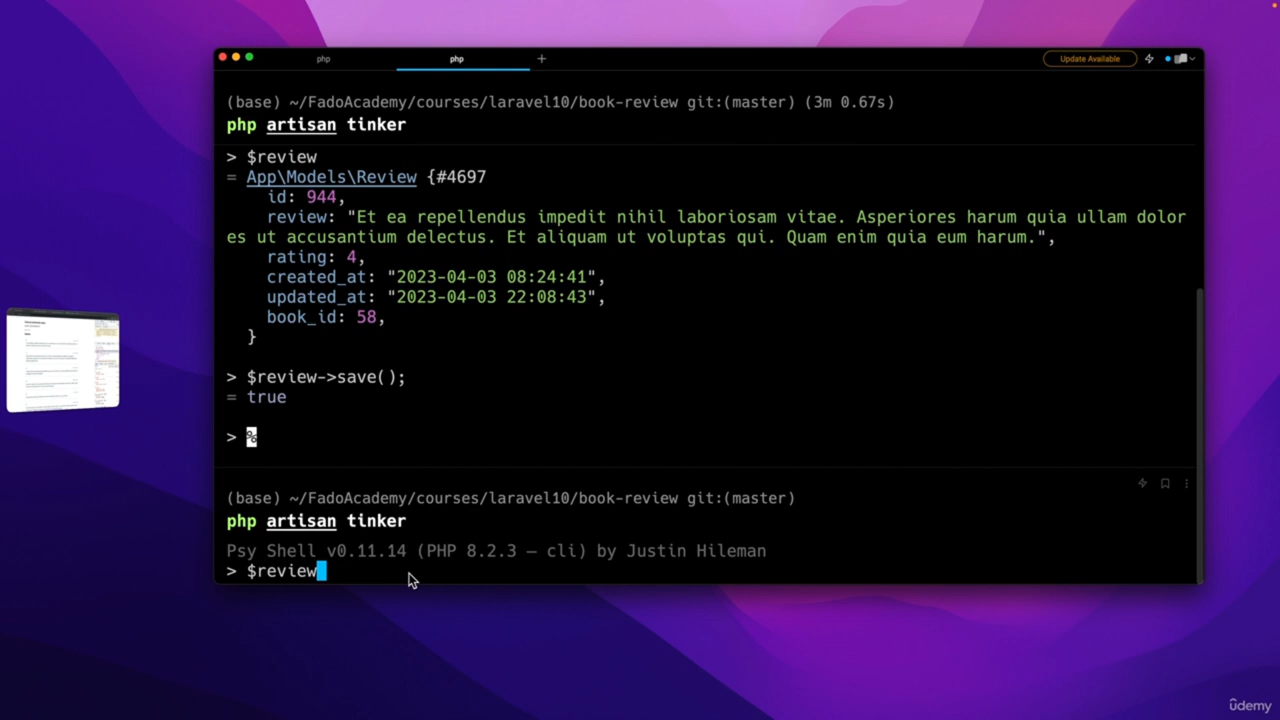 php
php
Update Available
(base) ~/FadoAcademy/courses/laravel10/book-review git:(master) (3m 0.67s)
php artisan tinker
> $review
= App\Models\Review {#4697
id: 944,
review: "Et ea repellendus impedit nihil laboriosam vitae. Asperiores harum quia ullam dolor
es ut accusantium delectus. Et aliquam ut voluptas qui. Quam enim quia eum harum.",
rating: 4,
created_at: "2023-04-03 08:24:41",
updated_at: "2023-04-03 22:08:43",
book_id: 58,
}
> $review->save();
= true
> %
(base) ~/FadoAcademy/courses/laravel10/book-review git:(master)
php artisan tinker
Psy Shell v0.11.14 (PHP 8.2.3 — cli) by Justin Hileman
> $review
udemy